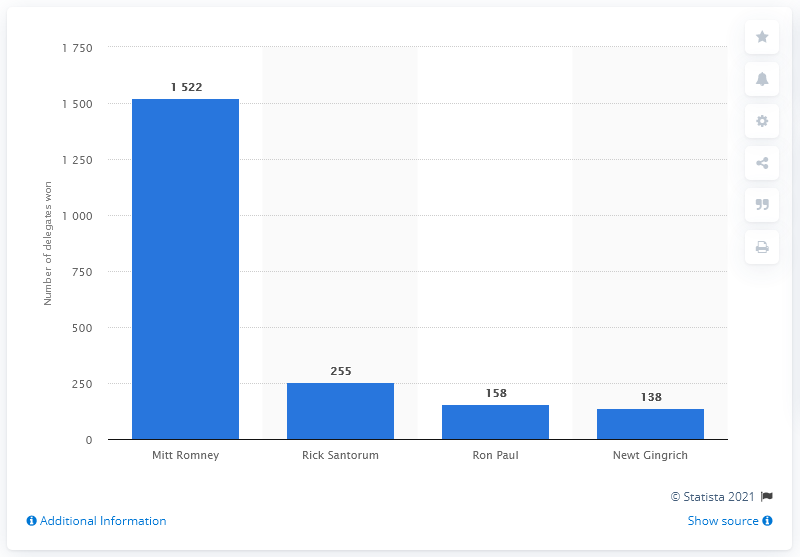 1 750
1 500
1 250
1 000
750
500
250
0
Number of delegates won
1 522
255
158
138
Mitt Romney
Rick Santorum
Ron Paul
Newt Gingrich
© Statista 2021
Additional Information
Show source